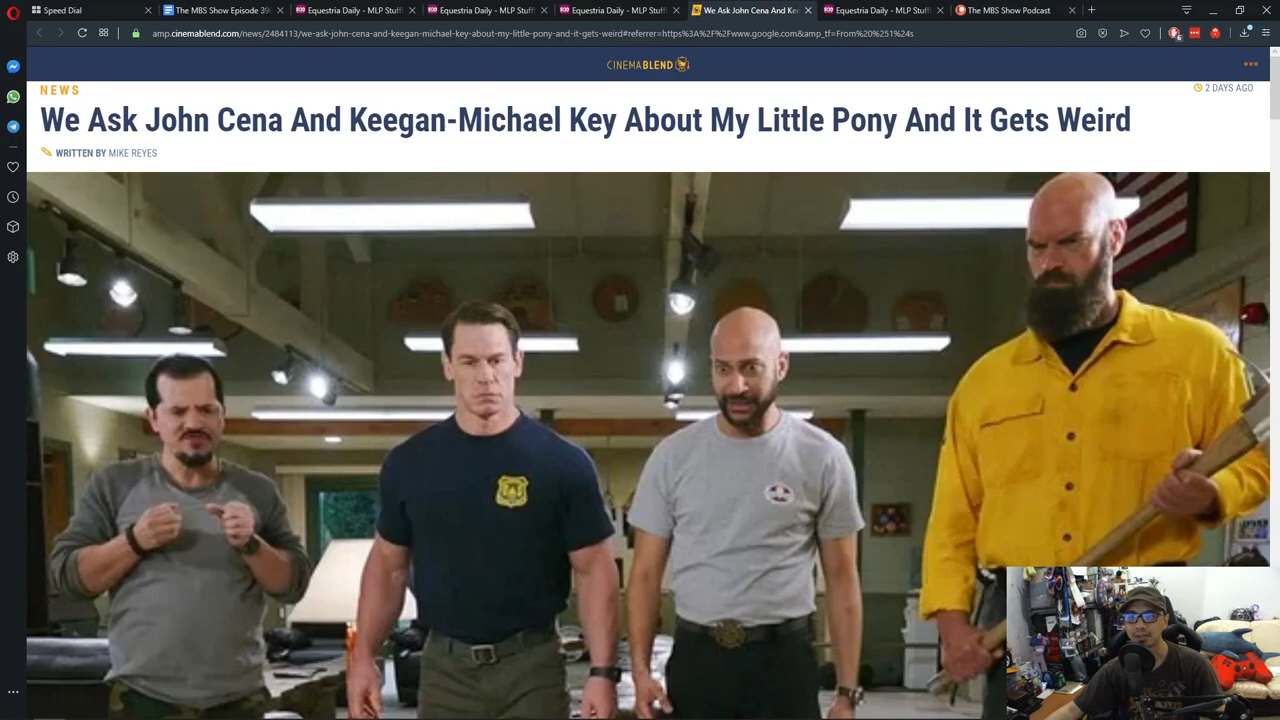 Speed Dial
The MBS Show Episode 390
Equestria Daily - MLP Stuff!
Equestria Daily - MLP Stuff!
Equestria Daily - MLP Stuff!
We Ask John Cena And Kee
Equestria Daily - MLP Stuff!
The MBS Show Podcast
amp.cinemablend.com/news/2484113/we-ask-john-cena-and-keegan-michael-key-about-my-little-pony-and-it-gets-weird#referrer=https%3A%2F%2Fwww.google.com&amp_tf=From%20%251%24s
6
CINEMABLEND
NEWS
2 DAYS AGO
We Ask John Cena And Keegan-Michael Key About My Little Pony And It Gets Weird
WRITTEN BY MIKE REYES